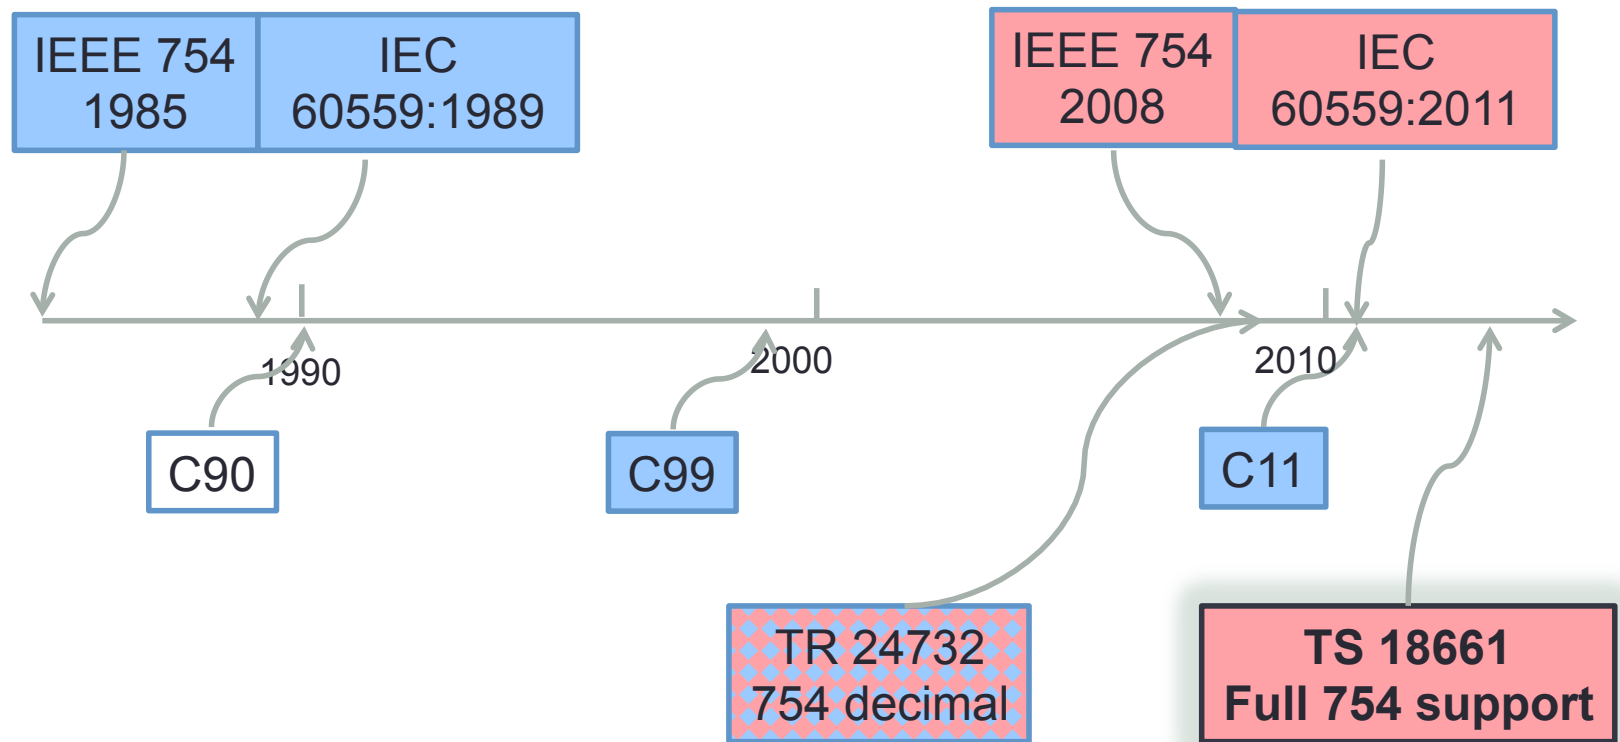 IEEE 754
1985
IEC
60559:1989
IEEE 754
2008
IEC
60559:2011
1990
2000
2010
C90
C99
C11
TR 24732
754 decimal
TS 18661
Full 754 support